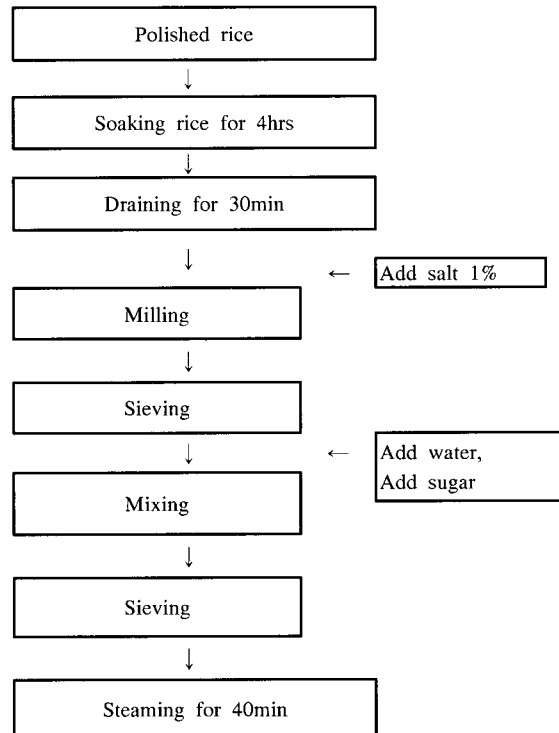 Polished rice
↓
Soaking rice for 4hrs
↓
Draining for 30min
↓
← Add salt 1%
Milling
↓
Sieving
↓
← Add water,
Add sugar
Mixing
↓
Sieving
↓
Steaming for 40min